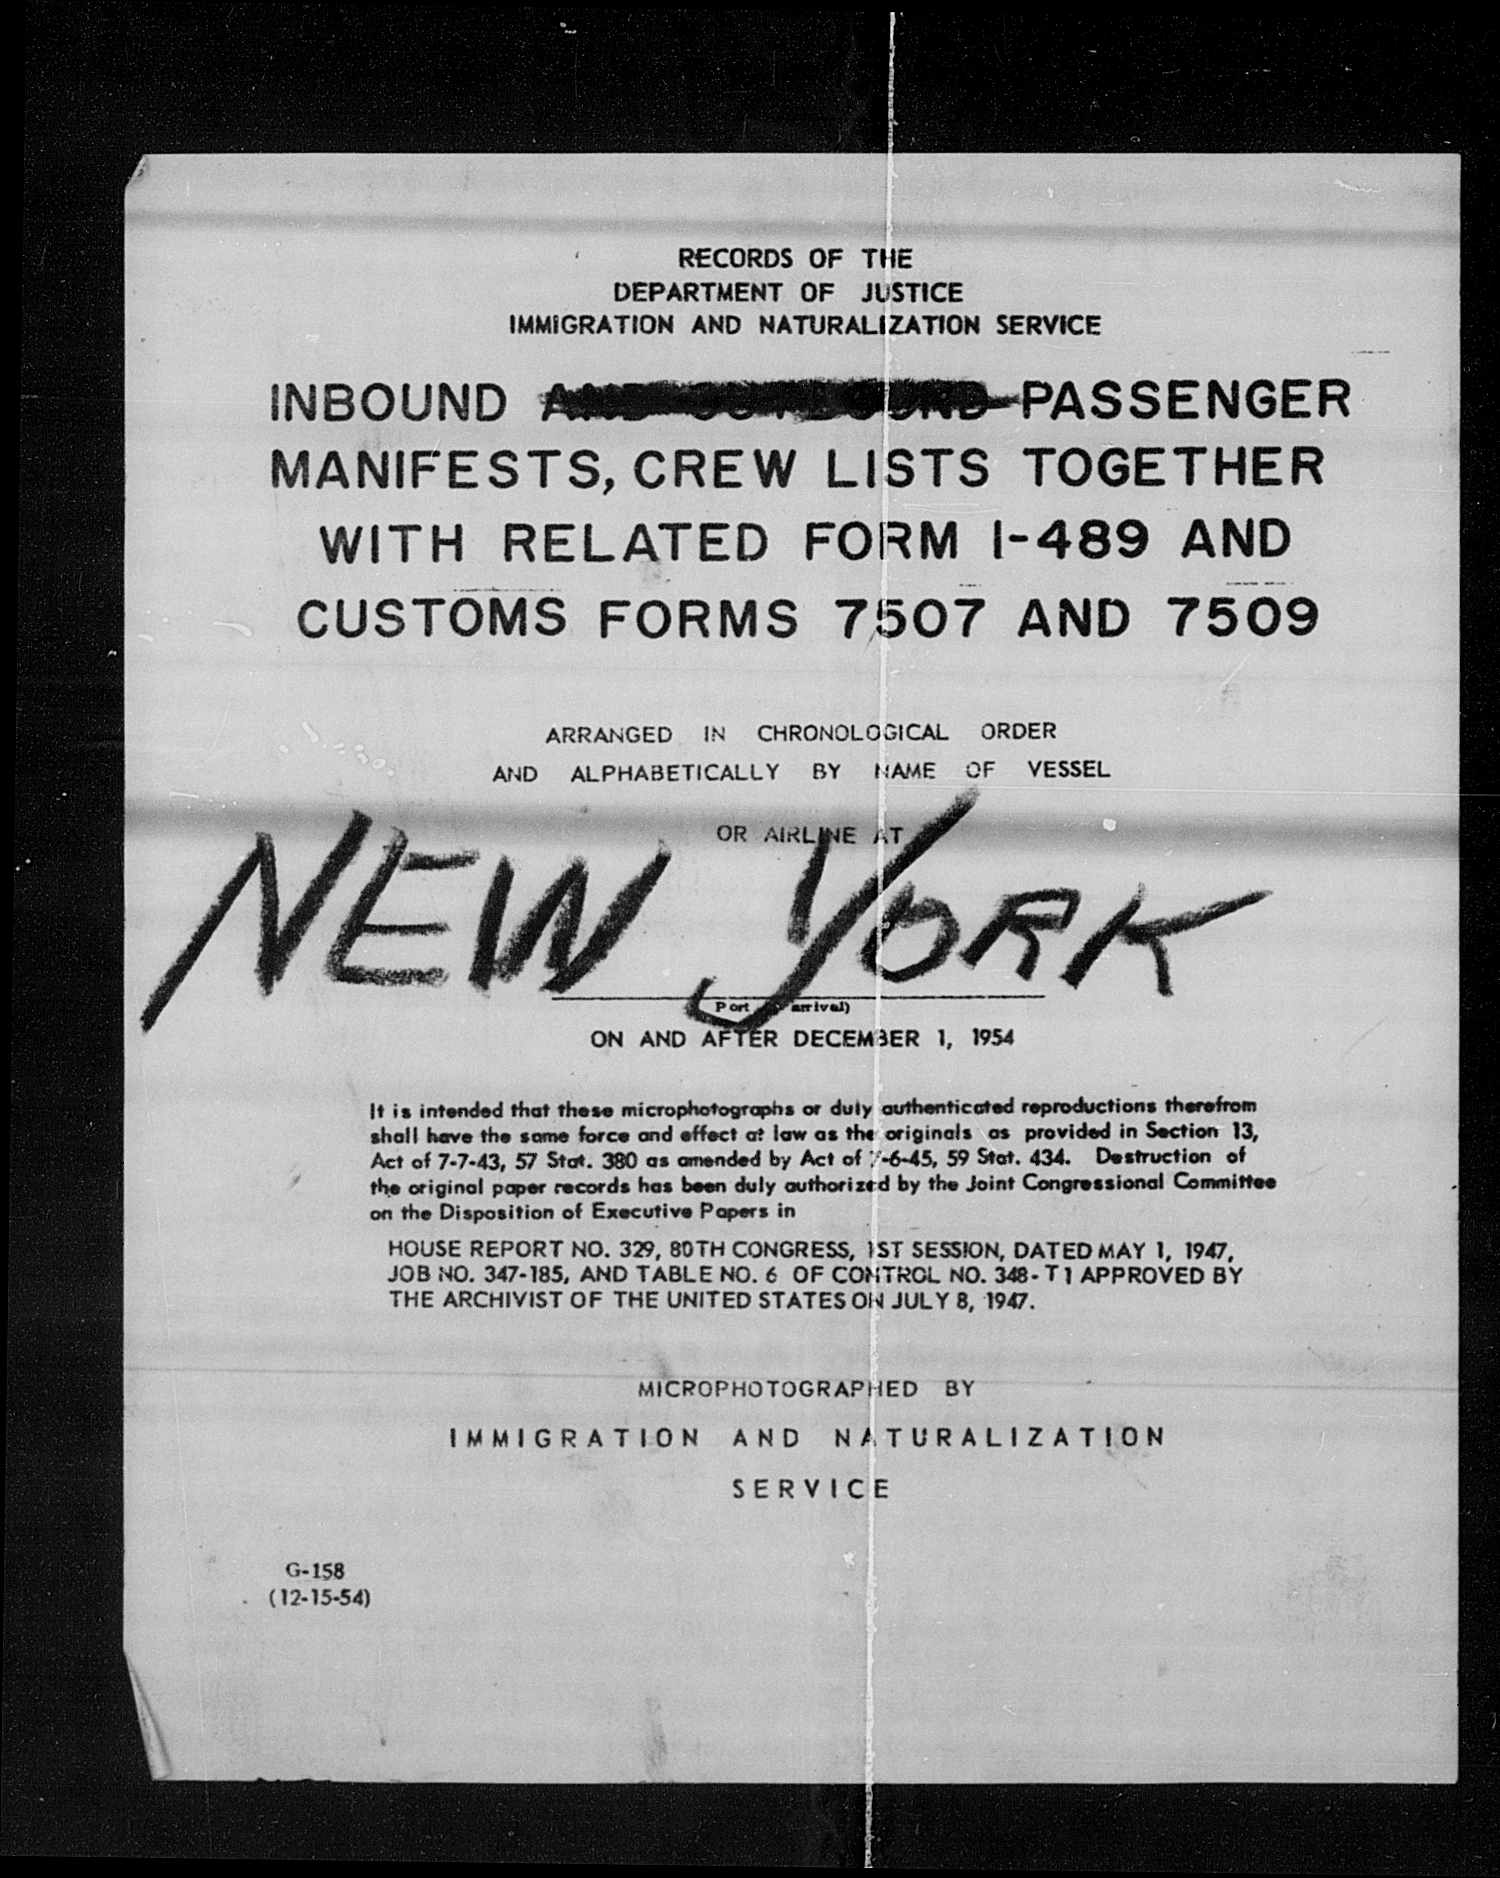 RECORDS OF THE
DEPARTMENT OF JUSTICE
IMMIGRATION AND NATURALIZATION SERVICE
INBOUND AND OUTBOUND PASSENGER
MANIFESTS, CREW LISTS TOGETHER
WITH RELATED FORM I-489 AND
CUSTOMS FORMS 7507 AND 7509
ARRANGED IN CHRONOLOGICAL ORDER
AND ALPHABETICALLY BY NAME OF VESSEL
OR AIRLINE AT
NEW YORK
Port arrival)
ON AND AFTER DECEMBER 1, 1954
It is intended that these microphotographs or duly authenticated reproductions therefrom
shall have the same force and effect at law as the originals as provided in Section 13,
Act of 7-7-43, 57 Stat. 380 as amended by Act of 7-6-45, 59 Stat. 434. Destruction of
the original paper records has been duly authorized by the Joint Congressional Committee
on the Disposition of Executive Papers in
HOUSE REPORT NO. 329, 80TH CONGRESS, 1ST SESSION, DATED MAY 1, 1947,
JOB NO. 347-185, AND TABLE NO. 6 OF CONTROL NO. 348-T1 APPROVED BY
THE ARCHIVIST OF THE UNITED STATES ON JULY 8, 1947.
MICROPHOTOGRAPHED BY
IMMIGRATION AND NATURALIZATION
SERVICE
G-158
(12-15-54)